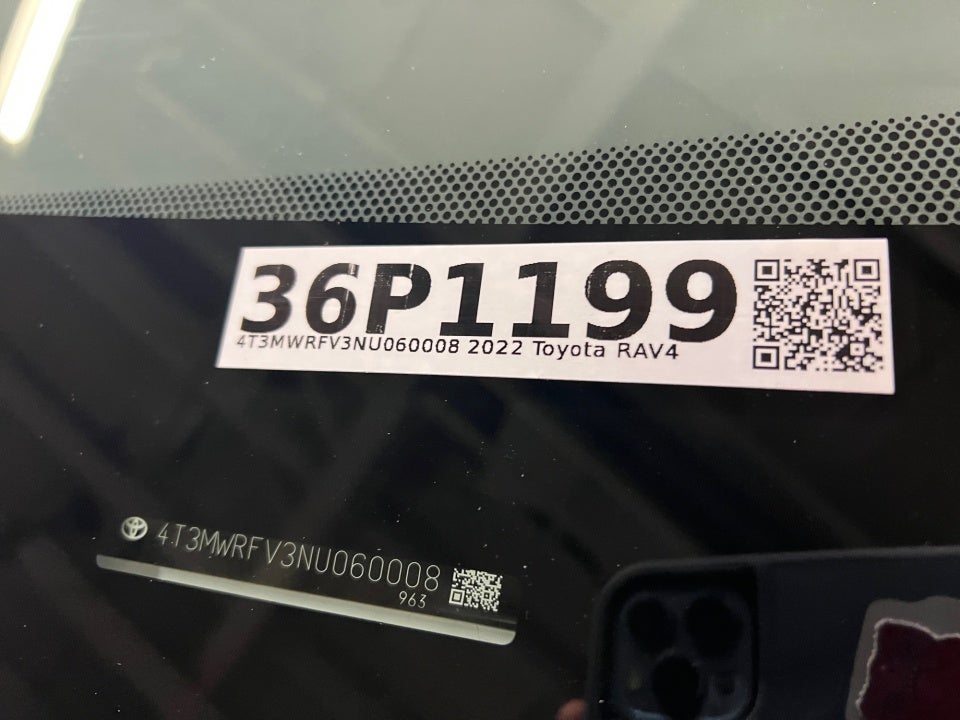 36P1199
4T3MWRFV3NU060008 2022 Toyota RAV4
4T3MWRFV3NU060008
963